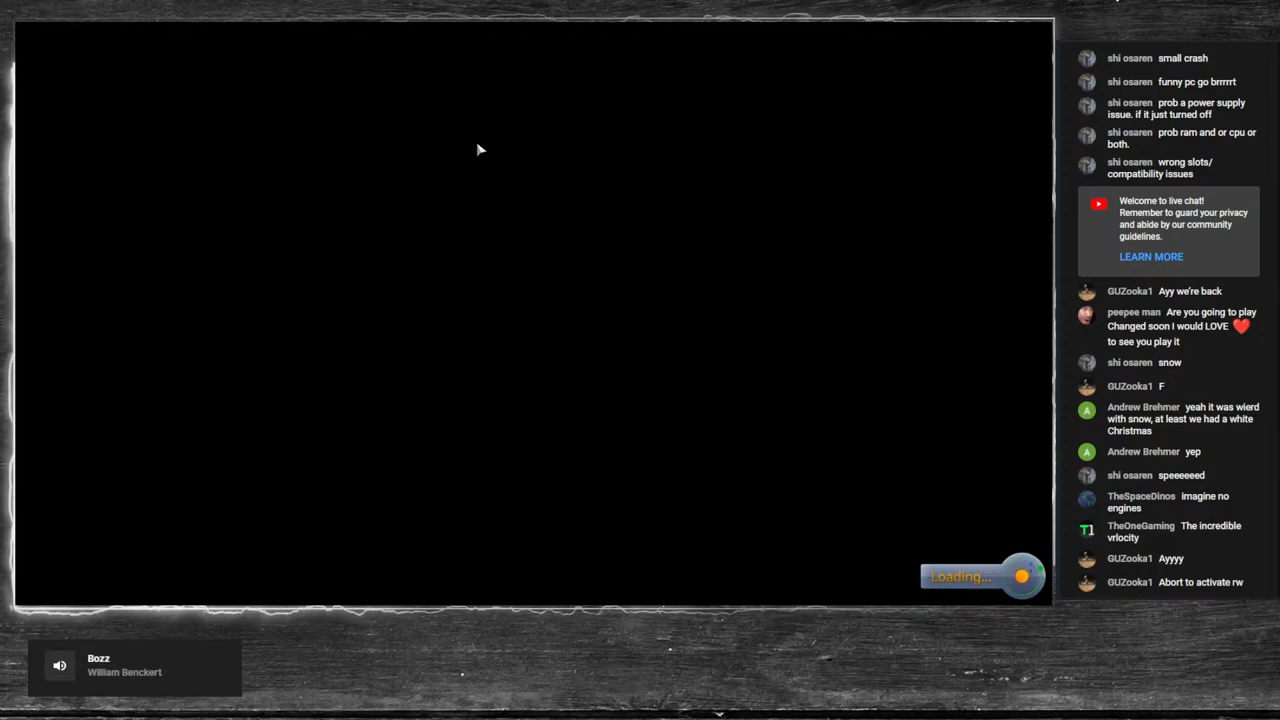 shi osaren small crash
shi osaren funny pc go brrrrrt
shi osaren prob a power supply
issue. if it just turned off
shi osaren prob ram and or cpu or
both.
shi osaren wrong slots/
compatibility issues
Welcome to live chat!
Remember to guard your privacy
and abide by our community
guidelines.
LEARN MORE
GUZooka1 Ayy we're back
peepee man Are you going to play
Changed soon I would LOVE ❤️
to see you play it
shi osaren snow
GUZooka1 F
A
Andrew Brehmer yeah it was wierd
with snow, at least we had a white
Christmas
A
Andrew Brehmer yep
shi osaren speeeeeed
TheSpaceDinos imagine no
engines
T1
TheOneGaming The incredible
vrlocity
GUZooka1 Ayyyy
GUZooka1 Abort to activate rw
Loading...
Bozz
William Benckert